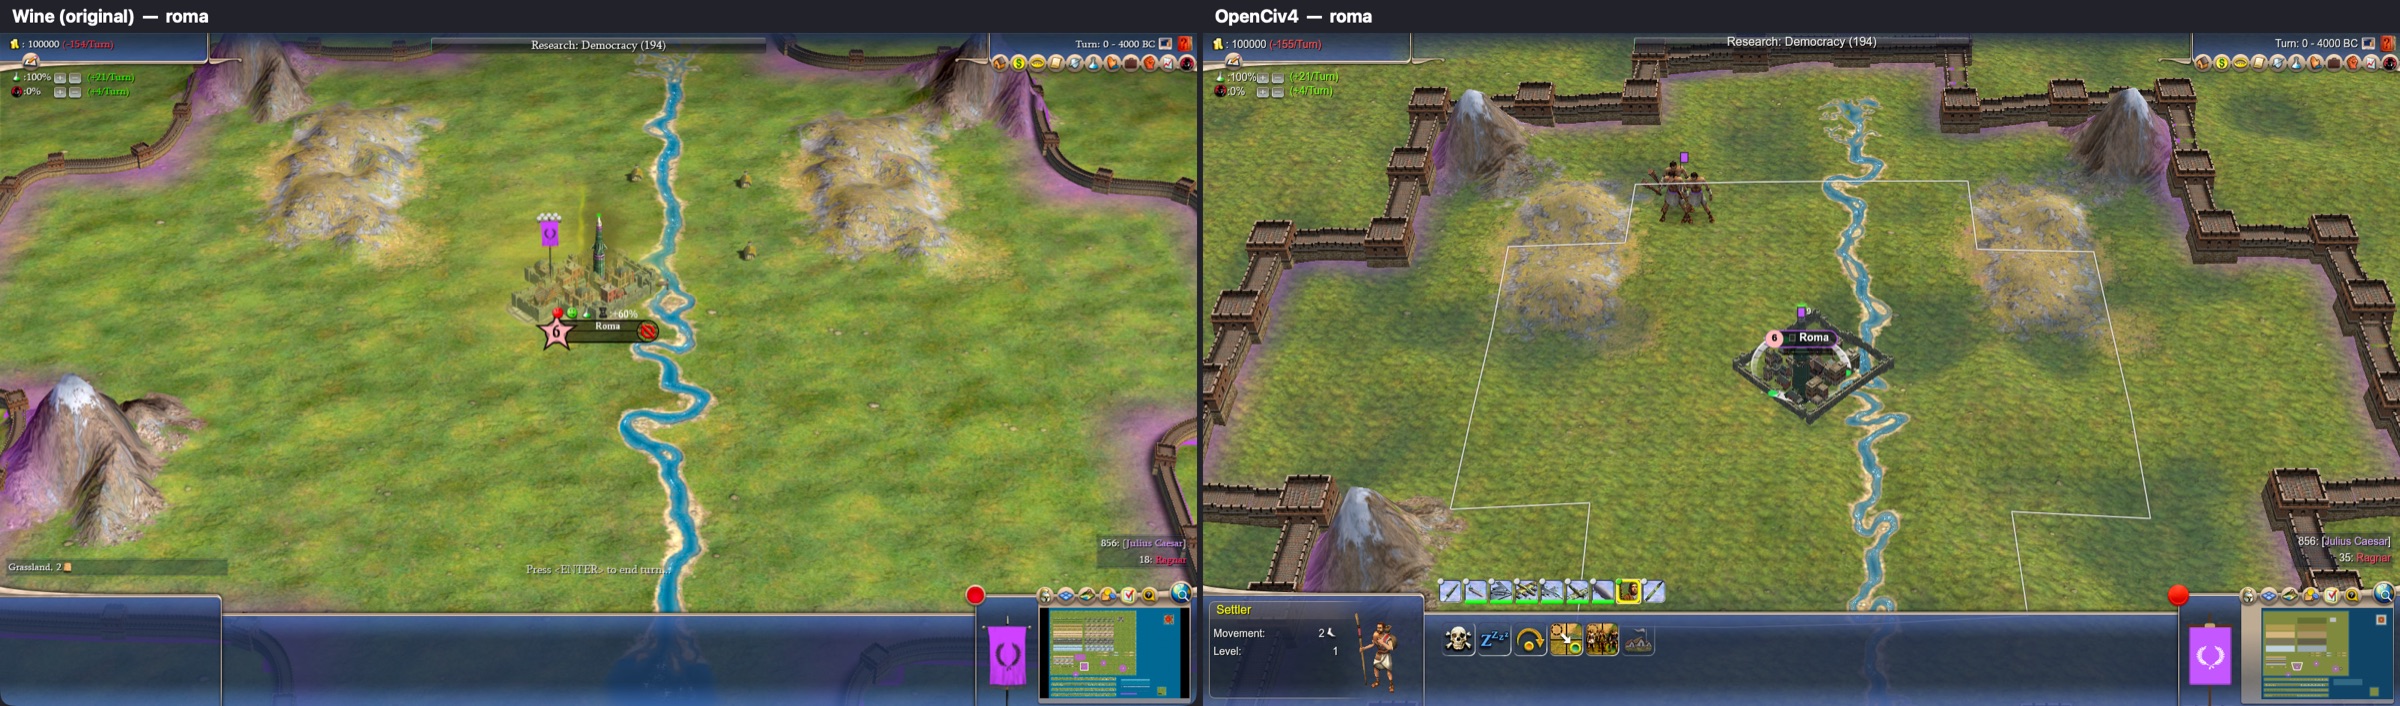 Wine (original) — roma
: 100000 (-154/Turn)
Research: Democracy (194)
Turn: 0 - 4000 BC
:100% (+21/Turn)
:0% (+4/Turn)
+60%
6 Roma
856: [Julius Caesar]
18: Ragnar
Grassland, 2
Press <ENTER> to end turn...
OpenCiv4 — roma
: 100000 (-155/Turn)
Research: Democracy (194)
Turn: 0 - 4000 BC
:100% (+21/Turn)
:0% (+4/Turn)
9
6 Roma
856: [Julius Caesar]
35: Ragnar
Settler
Movement: 2
Level: 1